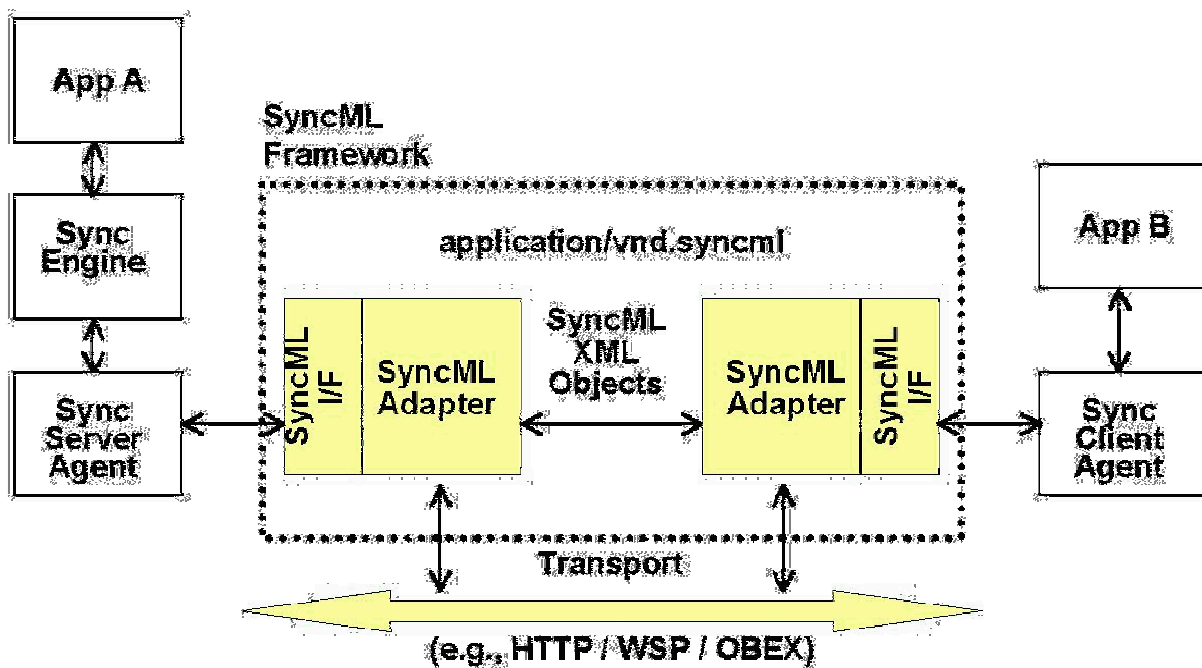 App A
SyncML
Framework
Sync
Engine
application/vnd.syncml
App B
SyncML
I/F
SyncML
Adapter
SyncML
XML
Objects
SyncML
Adapter
SyncML
I/F
Sync
Server
Agent
Sync
Client
Agent
Transport
(e.g., HTTP / WSP / OBEX)